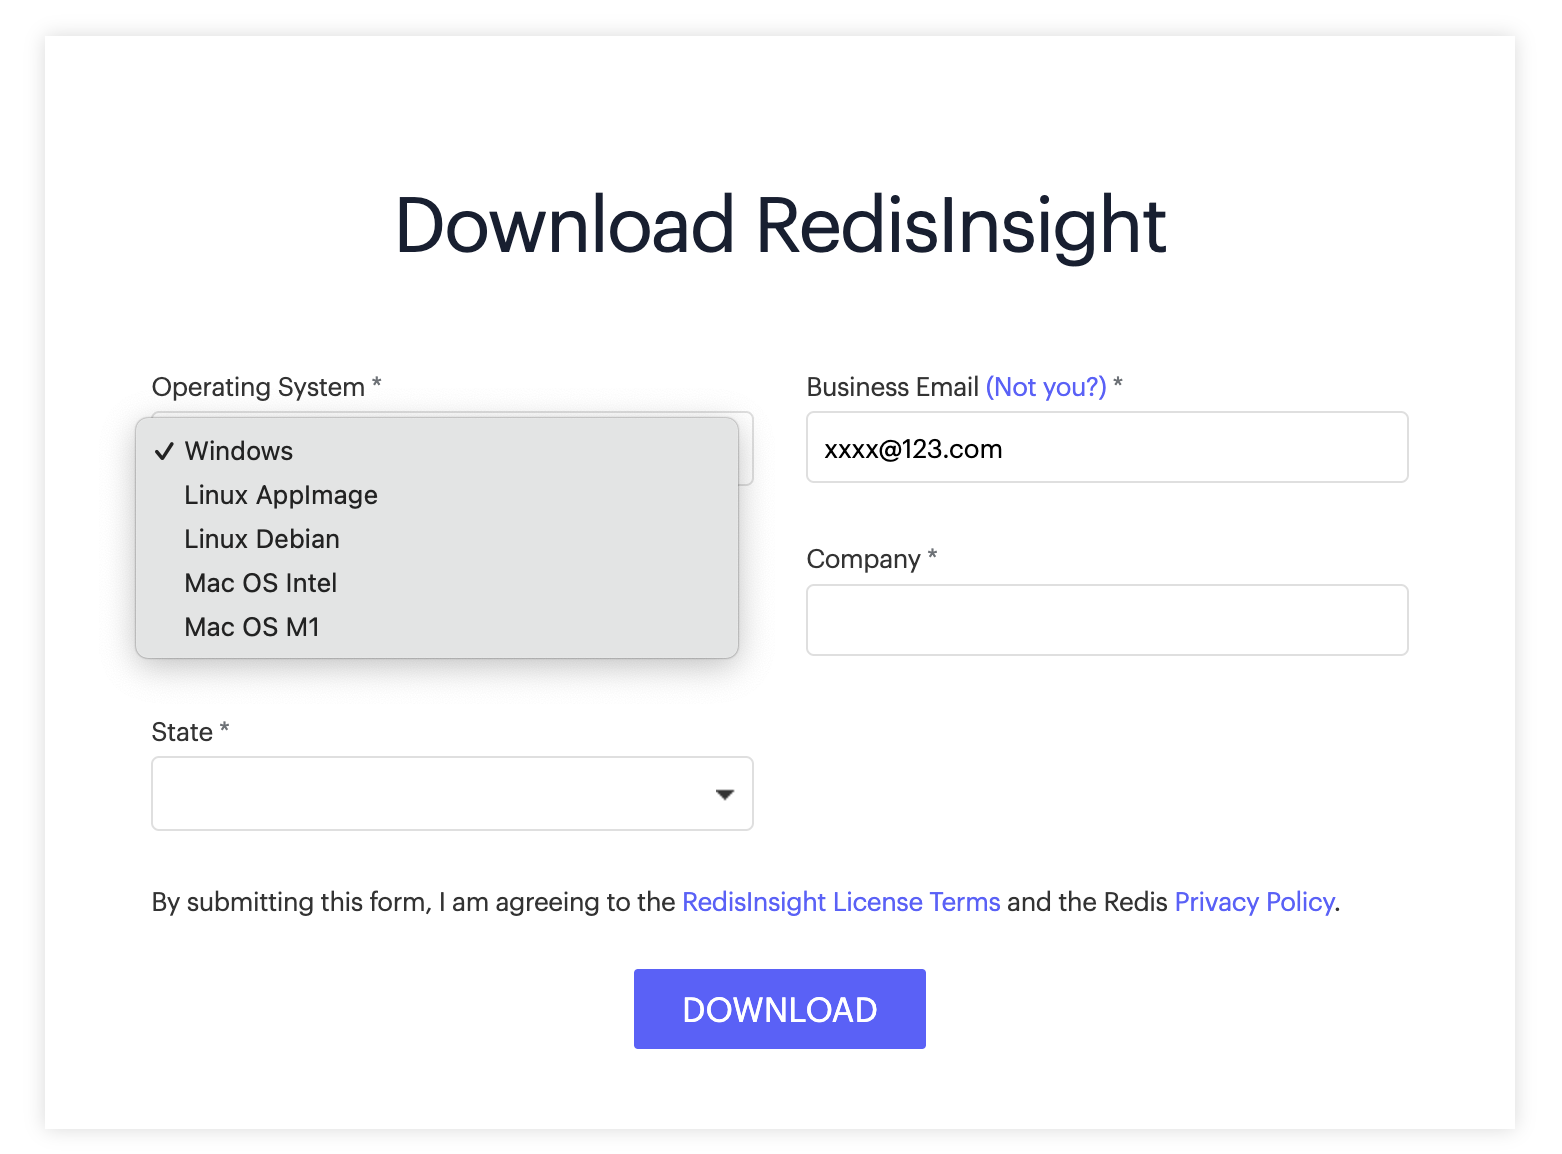 Download RedisInsight
Operating System *
Business Email (Not you?) *
✓ Windows
Linux AppImage
Linux Debian
Mac OS Intel
Mac OS M1
xxxx@123.com
Company *
State *
By submitting this form, I am agreeing to the RedisInsight License Terms and the Redis Privacy Policy.
DOWNLOAD